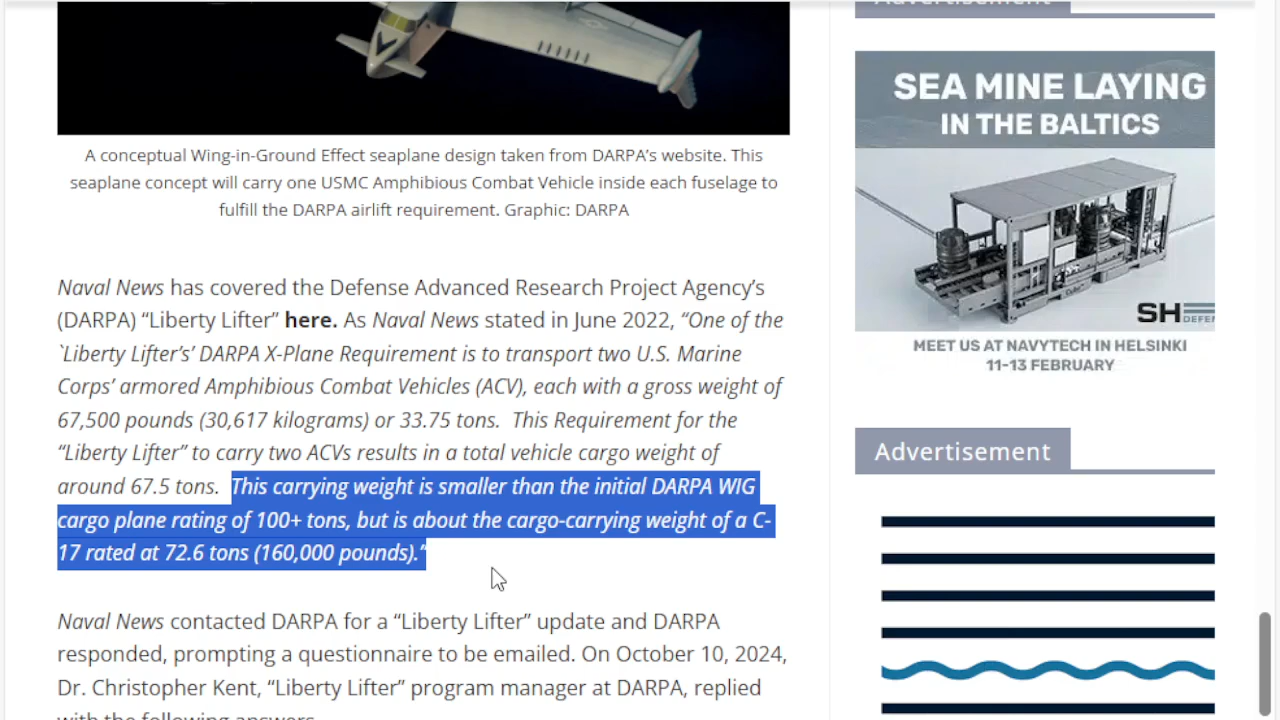 A conceptual Wing-in-Ground Effect seaplane design taken from DARPA’s website. This
seaplane concept will carry one USMC Amphibious Combat Vehicle inside each fuselage to
fulfill the DARPA airlift requirement. Graphic: DARPA
Naval News has covered the Defense Advanced Research Project Agency’s
(DARPA) “Liberty Lifter” here. As Naval News stated in June 2022, “One of the
`Liberty Lifter’s’ DARPA X-Plane Requirement is to transport two U.S. Marine
Corps’ armored Amphibious Combat Vehicles (ACV), each with a gross weight of
67,500 pounds (30,617 kilograms) or 33.75 tons.  This Requirement for the
“Liberty Lifter” to carry two ACVs results in a total vehicle cargo weight of
around 67.5 tons.  This carrying weight is smaller than the initial DARPA WIG
cargo plane rating of 100+ tons, but is about the cargo-carrying weight of a C-
17 rated at 72.6 tons (160,000 pounds).”
Naval News contacted DARPA for a “Liberty Lifter” update and DARPA
responded, prompting a questionnaire to be emailed. On October 10, 2024,
Dr. Christopher Kent, “Liberty Lifter” program manager at DARPA, replied
with the following answers
Advertisement
SEA MINE LAYING
IN THE BALTICS
SH
DEFEN
MEET US AT NAVYTECH IN HELSINKI
11-13 FEBRUARY
Advertisement